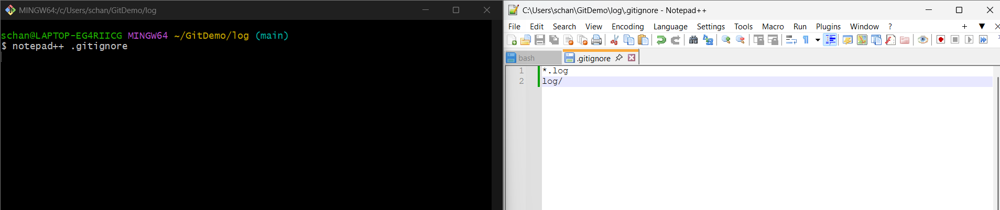 MINGW64:/c/Users/schan/GitDemo/log
schan@LAPTOP-EG4RIICG MINGW64 ~/GitDemo/log (main)
$ notepad++ .gitignore
C:\Users\schan\GitDemo\log\.gitignore - Notepad++
File Edit Search View Encoding Language Settings Tools Macro Run Plugins Window ?
bash .gitignore
1 *.log
2 log/